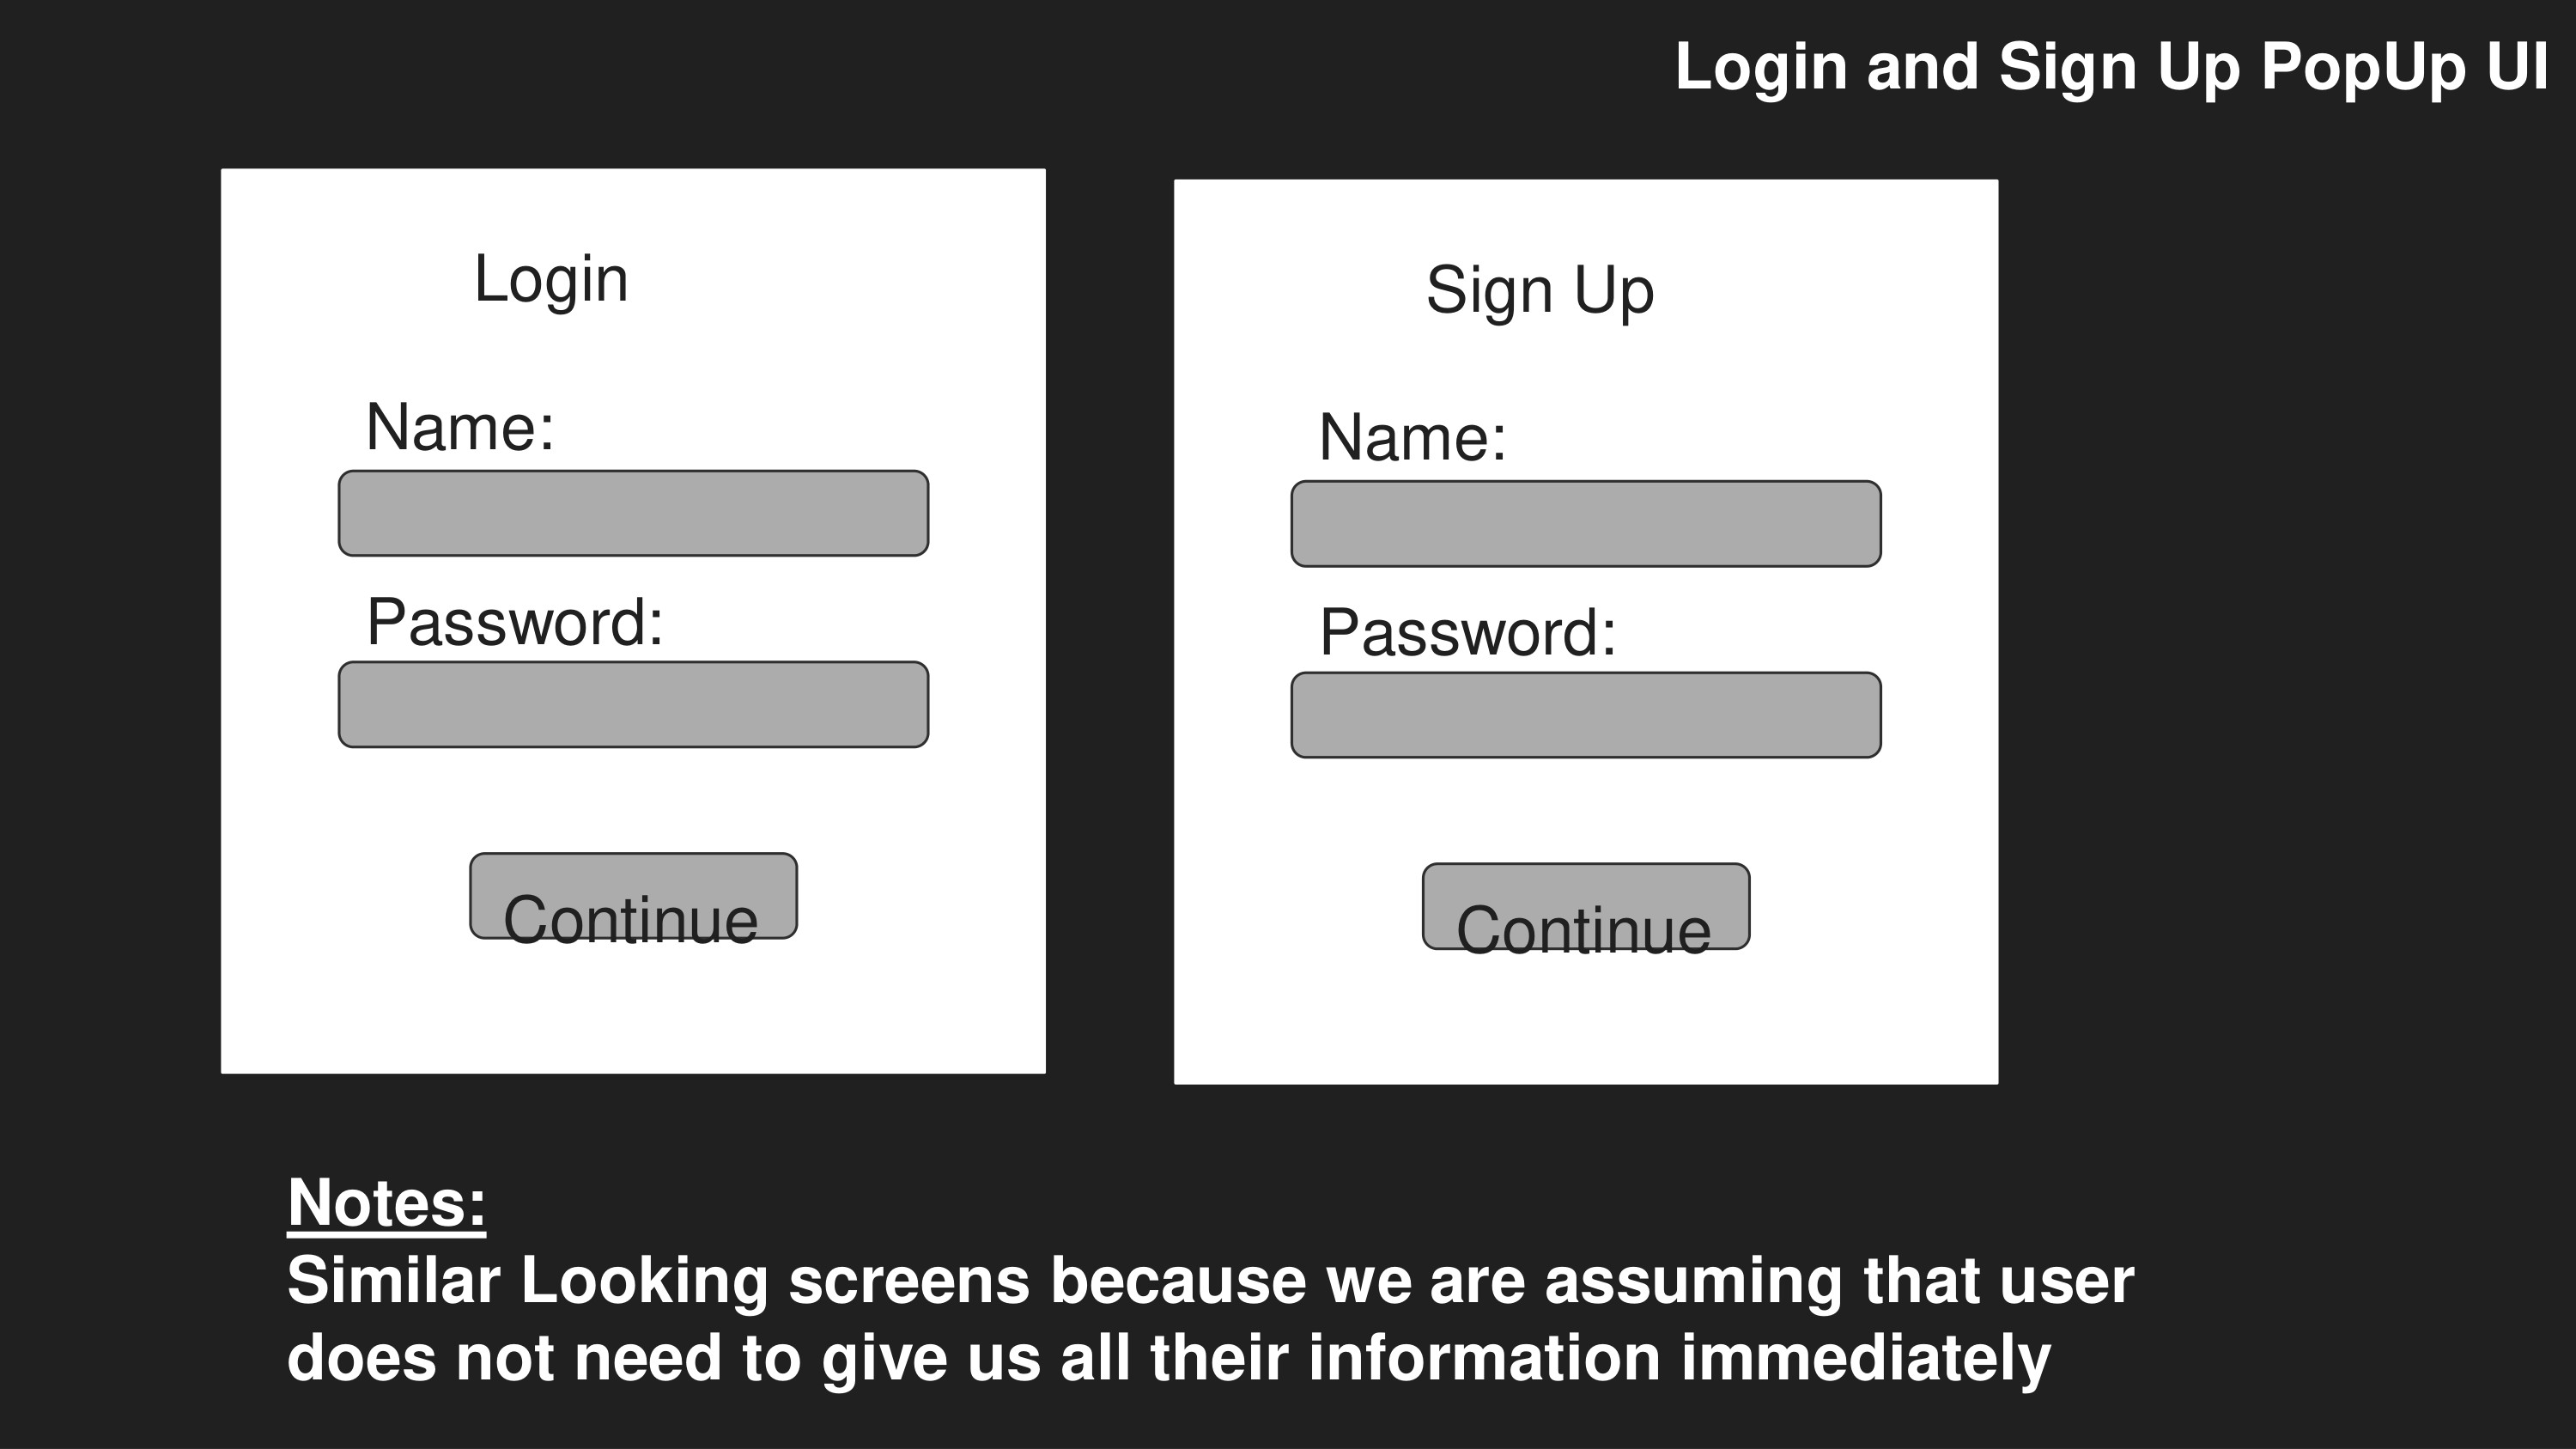 Login and Sign Up PopUp UI
Login
Name:
Password:
Continue
Sign Up
Name:
Password:
Continue
Notes:
Similar Looking screens because we are assuming that user
does not need to give us all their information immediately